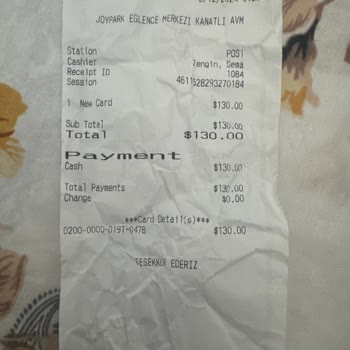 JOYPARK EGLENCE MERKEZI KANATLI AVM
Station POS1
Cashier Zengin, Sema
Receipt ID 1084
Session 4611528293270184
1 New Card $130.00
Sub Total $130.00
Total $130.00
Payment
Cash $130.00
Total Payments $130.00
Change $0.00
***Card Detail(s)***
0200-0000-0191-0478 $130.00
TESEKKUR EDERIZ